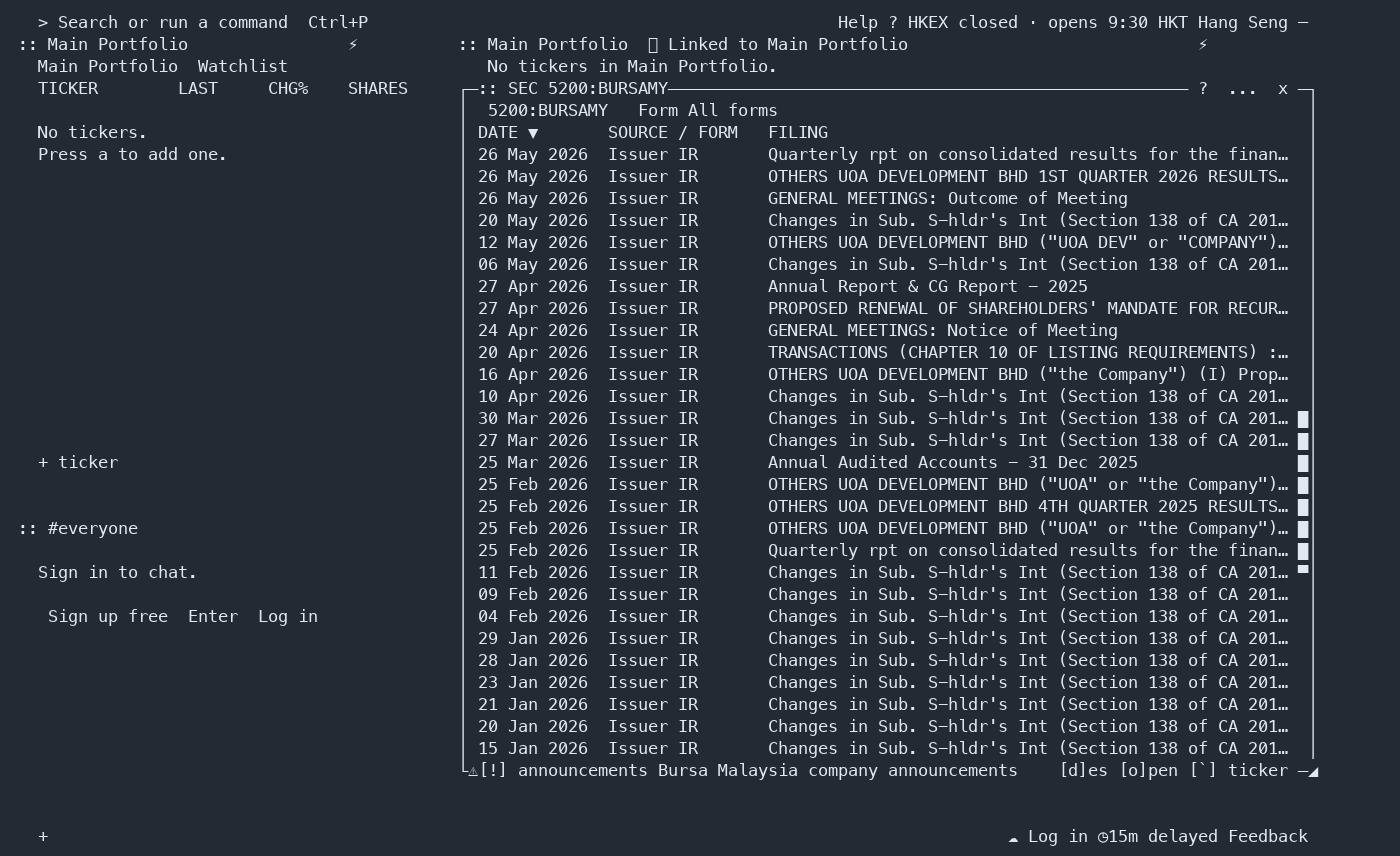 > Search or run a command  Ctrl+P    Help ? HKEX closed · opens 9:30 HKT Hang Seng —
:: Main Portfolio ⚡    :: Main Portfolio  Linked to Main Portfolio ⚡
Main Portfolio  Watchlist    No tickers in Main Portfolio.
TICKER  LAST  CHG%  SHARES    :: SEC 5200:BURSAMY ? ... x
5200:BURSAMY  Form All forms
No tickers.    DATE ▼  SOURCE / FORM  FILING
Press a to add one.    26 May 2026  Issuer IR  Quarterly rpt on consolidated results for the finan…
26 May 2026  Issuer IR  OTHERS UOA DEVELOPMENT BHD 1ST QUARTER 2026 RESULTS…
26 May 2026  Issuer IR  GENERAL MEETINGS: Outcome of Meeting
20 May 2026  Issuer IR  Changes in Sub. S-hldr's Int (Section 138 of CA 201…
12 May 2026  Issuer IR  OTHERS UOA DEVELOPMENT BHD ("UOA DEV" or "COMPANY")…
06 May 2026  Issuer IR  Changes in Sub. S-hldr's Int (Section 138 of CA 201…
27 Apr 2026  Issuer IR  Annual Report & CG Report - 2025
27 Apr 2026  Issuer IR  PROPOSED RENEWAL OF SHAREHOLDERS' MANDATE FOR RECUR…
24 Apr 2026  Issuer IR  GENERAL MEETINGS: Notice of Meeting
20 Apr 2026  Issuer IR  TRANSACTIONS (CHAPTER 10 OF LISTING REQUIREMENTS) :…
16 Apr 2026  Issuer IR  OTHERS UOA DEVELOPMENT BHD ("the Company") (I) Prop…
10 Apr 2026  Issuer IR  Changes in Sub. S-hldr's Int (Section 138 of CA 201…
30 Mar 2026  Issuer IR  Changes in Sub. S-hldr's Int (Section 138 of CA 201…
27 Mar 2026  Issuer IR  Changes in Sub. S-hldr's Int (Section 138 of CA 201…
+ ticker    25 Mar 2026  Issuer IR  Annual Audited Accounts - 31 Dec 2025
25 Feb 2026  Issuer IR  OTHERS UOA DEVELOPMENT BHD ("UOA" or "the Company")…
25 Feb 2026  Issuer IR  OTHERS UOA DEVELOPMENT BHD 4TH QUARTER 2025 RESULTS…
:: #everyone    25 Feb 2026  Issuer IR  OTHERS UOA DEVELOPMENT BHD ("UOA" or "the Company")…
25 Feb 2026  Issuer IR  Quarterly rpt on consolidated results for the finan…
Sign in to chat.    11 Feb 2026  Issuer IR  Changes in Sub. S-hldr's Int (Section 138 of CA 201…
09 Feb 2026  Issuer IR  Changes in Sub. S-hldr's Int (Section 138 of CA 201…
Sign up free  Enter  Log in    04 Feb 2026  Issuer IR  Changes in Sub. S-hldr's Int (Section 138 of CA 201…
29 Jan 2026  Issuer IR  Changes in Sub. S-hldr's Int (Section 138 of CA 201…
28 Jan 2026  Issuer IR  Changes in Sub. S-hldr's Int (Section 138 of CA 201…
23 Jan 2026  Issuer IR  Changes in Sub. S-hldr's Int (Section 138 of CA 201…
21 Jan 2026  Issuer IR  Changes in Sub. S-hldr's Int (Section 138 of CA 201…
20 Jan 2026  Issuer IR  Changes in Sub. S-hldr's Int (Section 138 of CA 201…
15 Jan 2026  Issuer IR  Changes in Sub. S-hldr's Int (Section 138 of CA 201…
⚠[!] announcements Bursa Malaysia company announcements  [d]es [o]pen [`] ticker
+    ☁ Log in ◷15m delayed Feedback